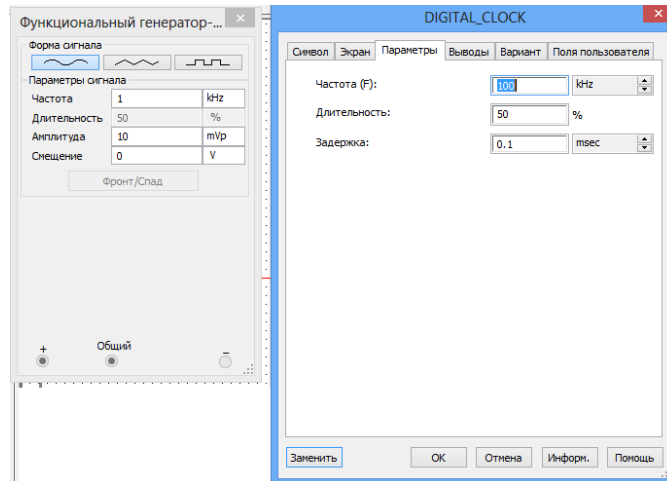 Функциональный генератор-...
Форма сигнала
Параметры сигнала
Частота 1 kHz
Длительность 50 %
Амплитуда 10 mVp
Смещение 0 V
Фронт/Спад
+ Общий –
DIGITAL_CLOCK
Символ Экран Параметры Выводы Вариант Поля пользователя
Частота (F): 100 kHz
Длительность: 50 %
Задержка: 0.1 msec
Заменить OK Отмена Информ. Помощь